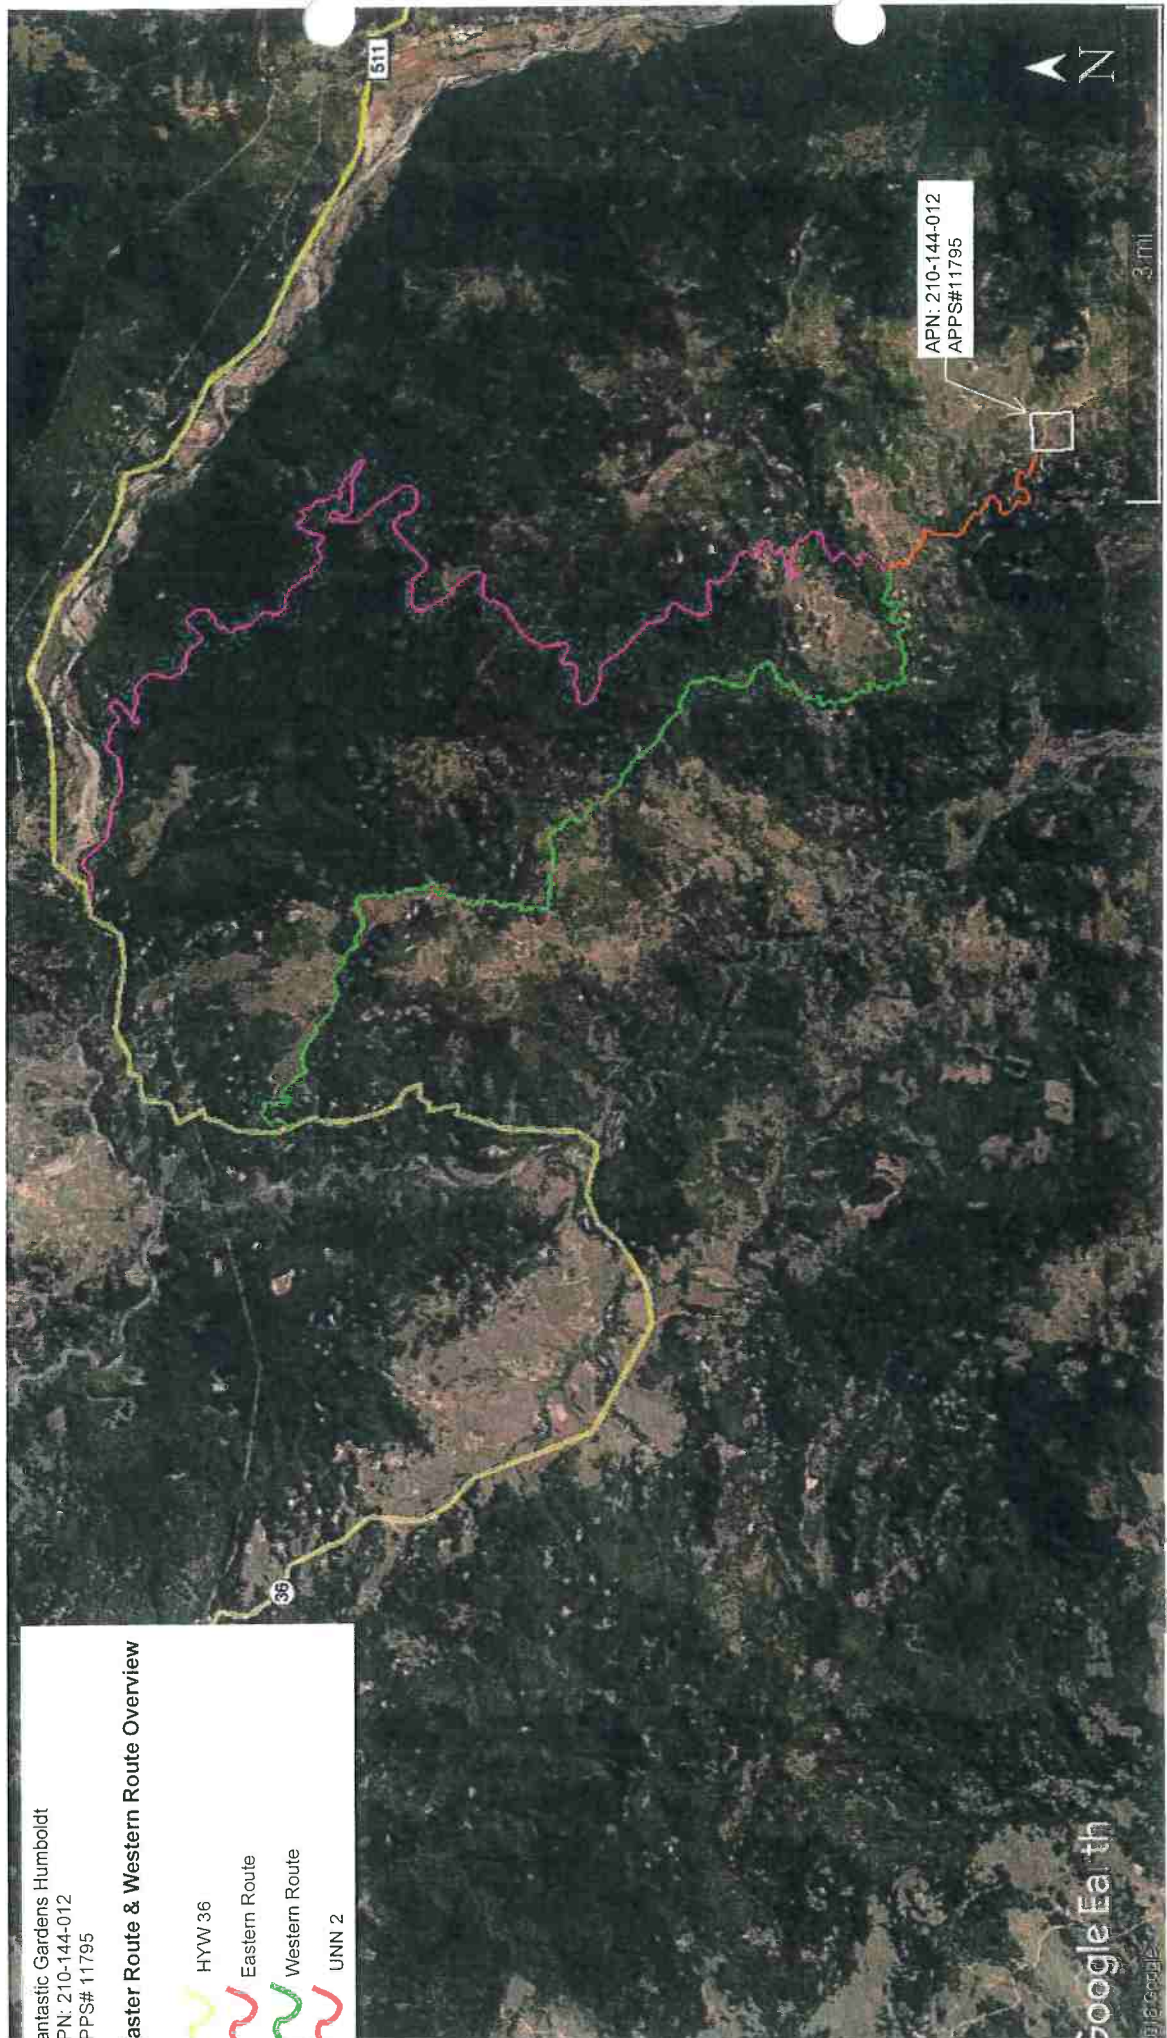 antastic Gardens Humboldt
PN: 210-144-012
PPS# 11795
aster Route & Western Route Overview
HYW 36
Eastern Route
Western Route
UNN 2
36
511
APN: 210-144-012
APPS#11795
N
3 mi
oogle Earth